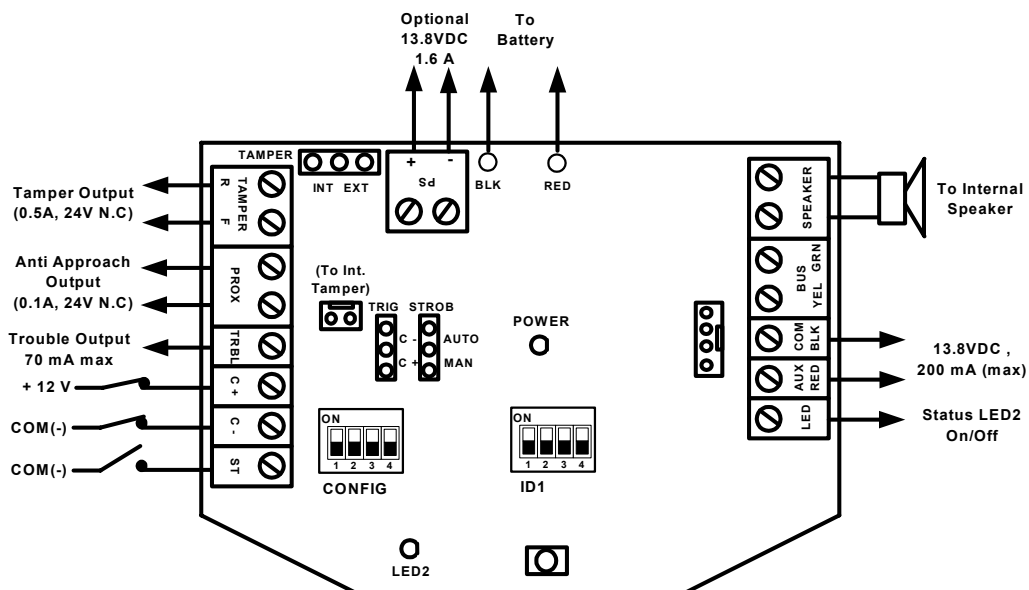 Optional
13.8VDC
1.6 A
To
Battery
TAMPER
INT EXT
+ -
PS
BLK
RED
Tamper Output
(0.5A, 24V N.C)
R
F
TAMPER
Anti Approach
Output
(0.1A, 24V N.C)
PROX
Trouble Output
70 mA max
TRBL
+ 12 V
C +
COM(-)
C -
COM(-)
ST
(To Int.
Tamper)
TRIG STROB
C - AUTO
C + MAN
POWER
ON
1 2 3 4
CONFIG
ON
1 2 3 4
ID1
LED2
SPEAKER
To Internal
Speaker
BUS
YEL GRN
COM
BLK
AUX
RED
13.8VDC ,
200 mA (max)
LED
Status LED2
On/Off